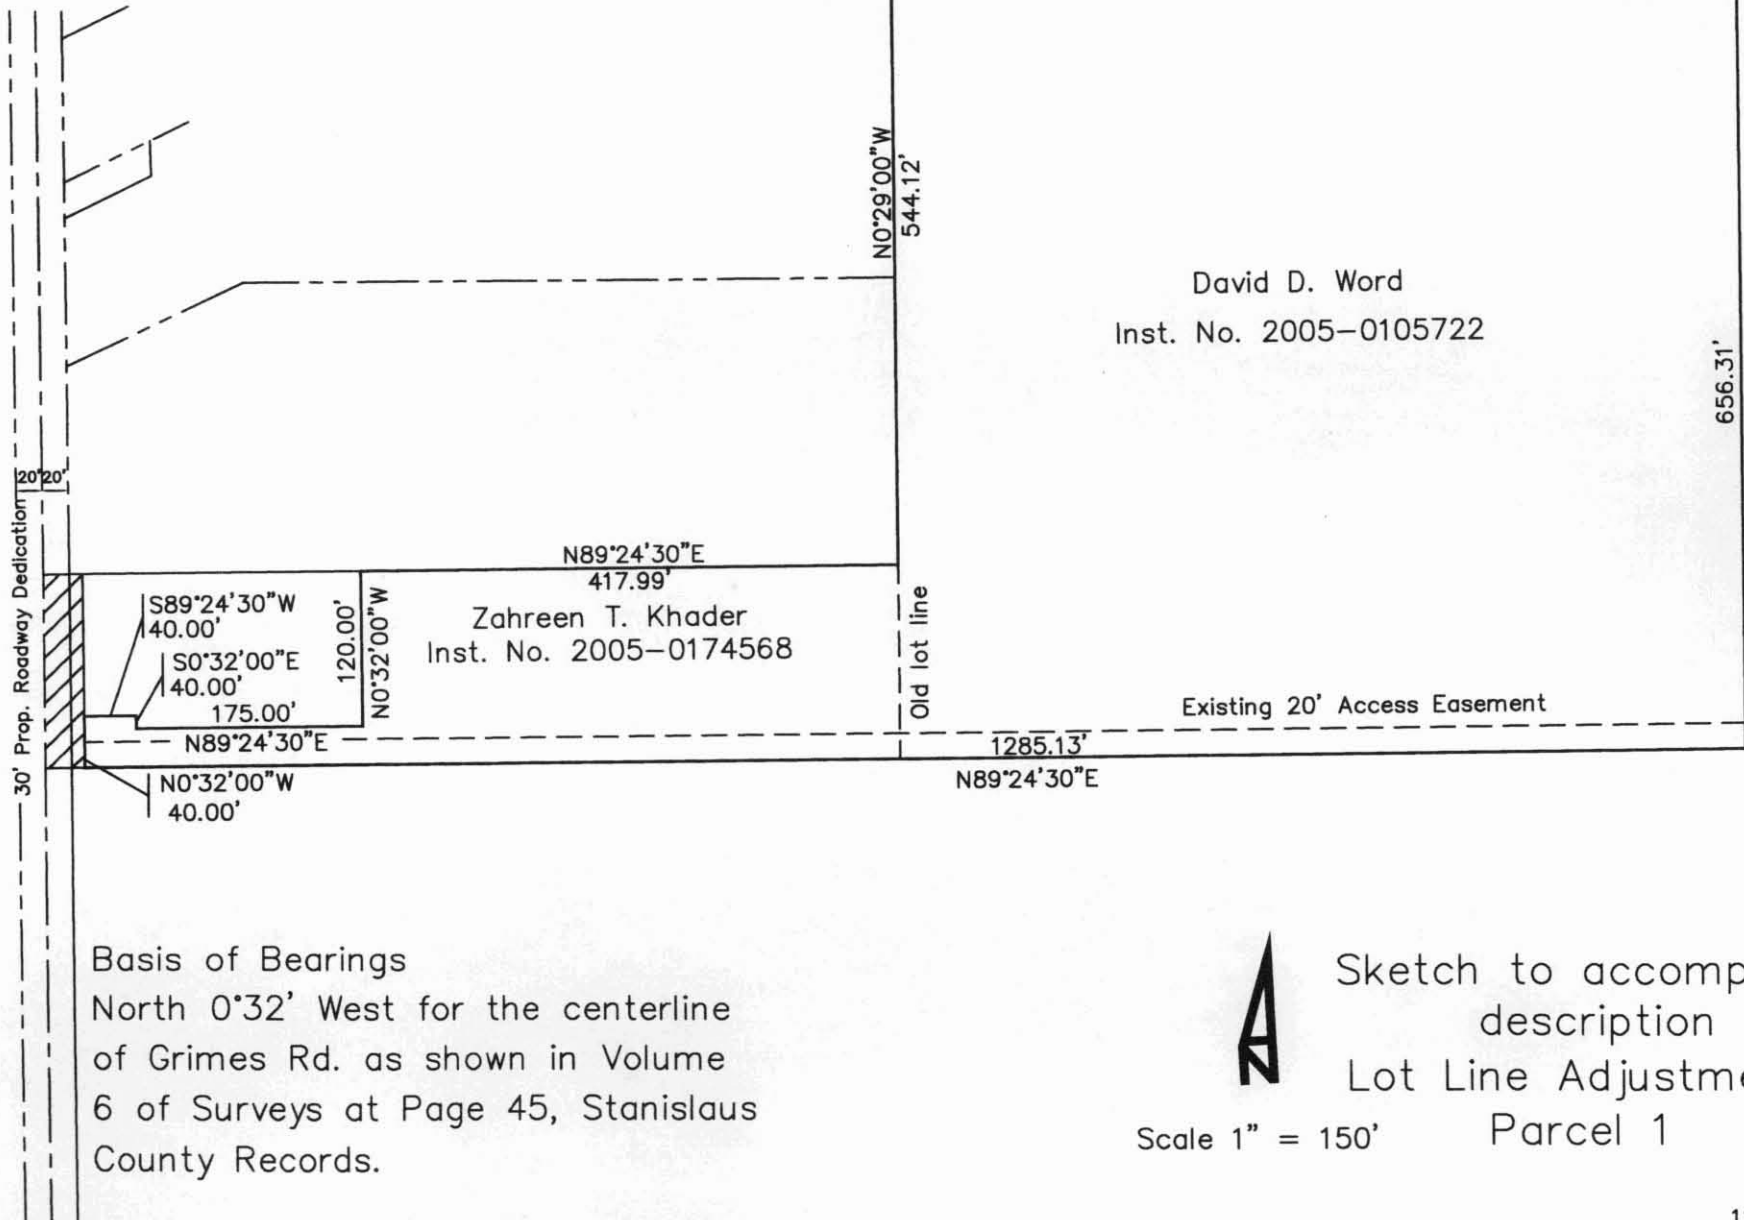 N0°29'00"W
544.12'
David D. Word
Inst. No. 2005-0105722
656.31'
20'
20'
30' Prop. Roadway Dedication
N89°24'30"E
417.99'
S89°24'30"W
40.00'
S0°32'00"E
40.00'
175.00'
N89°24'30"E
120.00'
N0°32'00"W
Zahreen T. Khader
Inst. No. 2005-0174568
Old lot line
Existing 20' Access Easement
1285.13'
N89°24'30"E
N0°32'00"W
40.00'
Basis of Bearings
North 0°32' West for the centerline
of Grimes Rd. as shown in Volume
6 of Surveys at Page 45, Stanislaus
County Records.
N
Scale 1" = 150'
Sketch to accomp
description
Lot Line Adjustme
Parcel 1
1